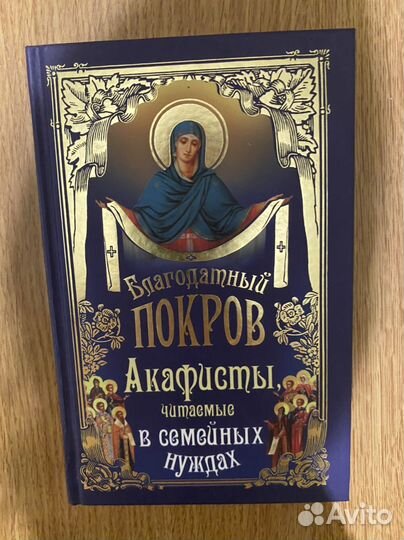 Благодатный
ПОКРОВ
Акафисты,
читаемые
в семейных
нуждах
Avito